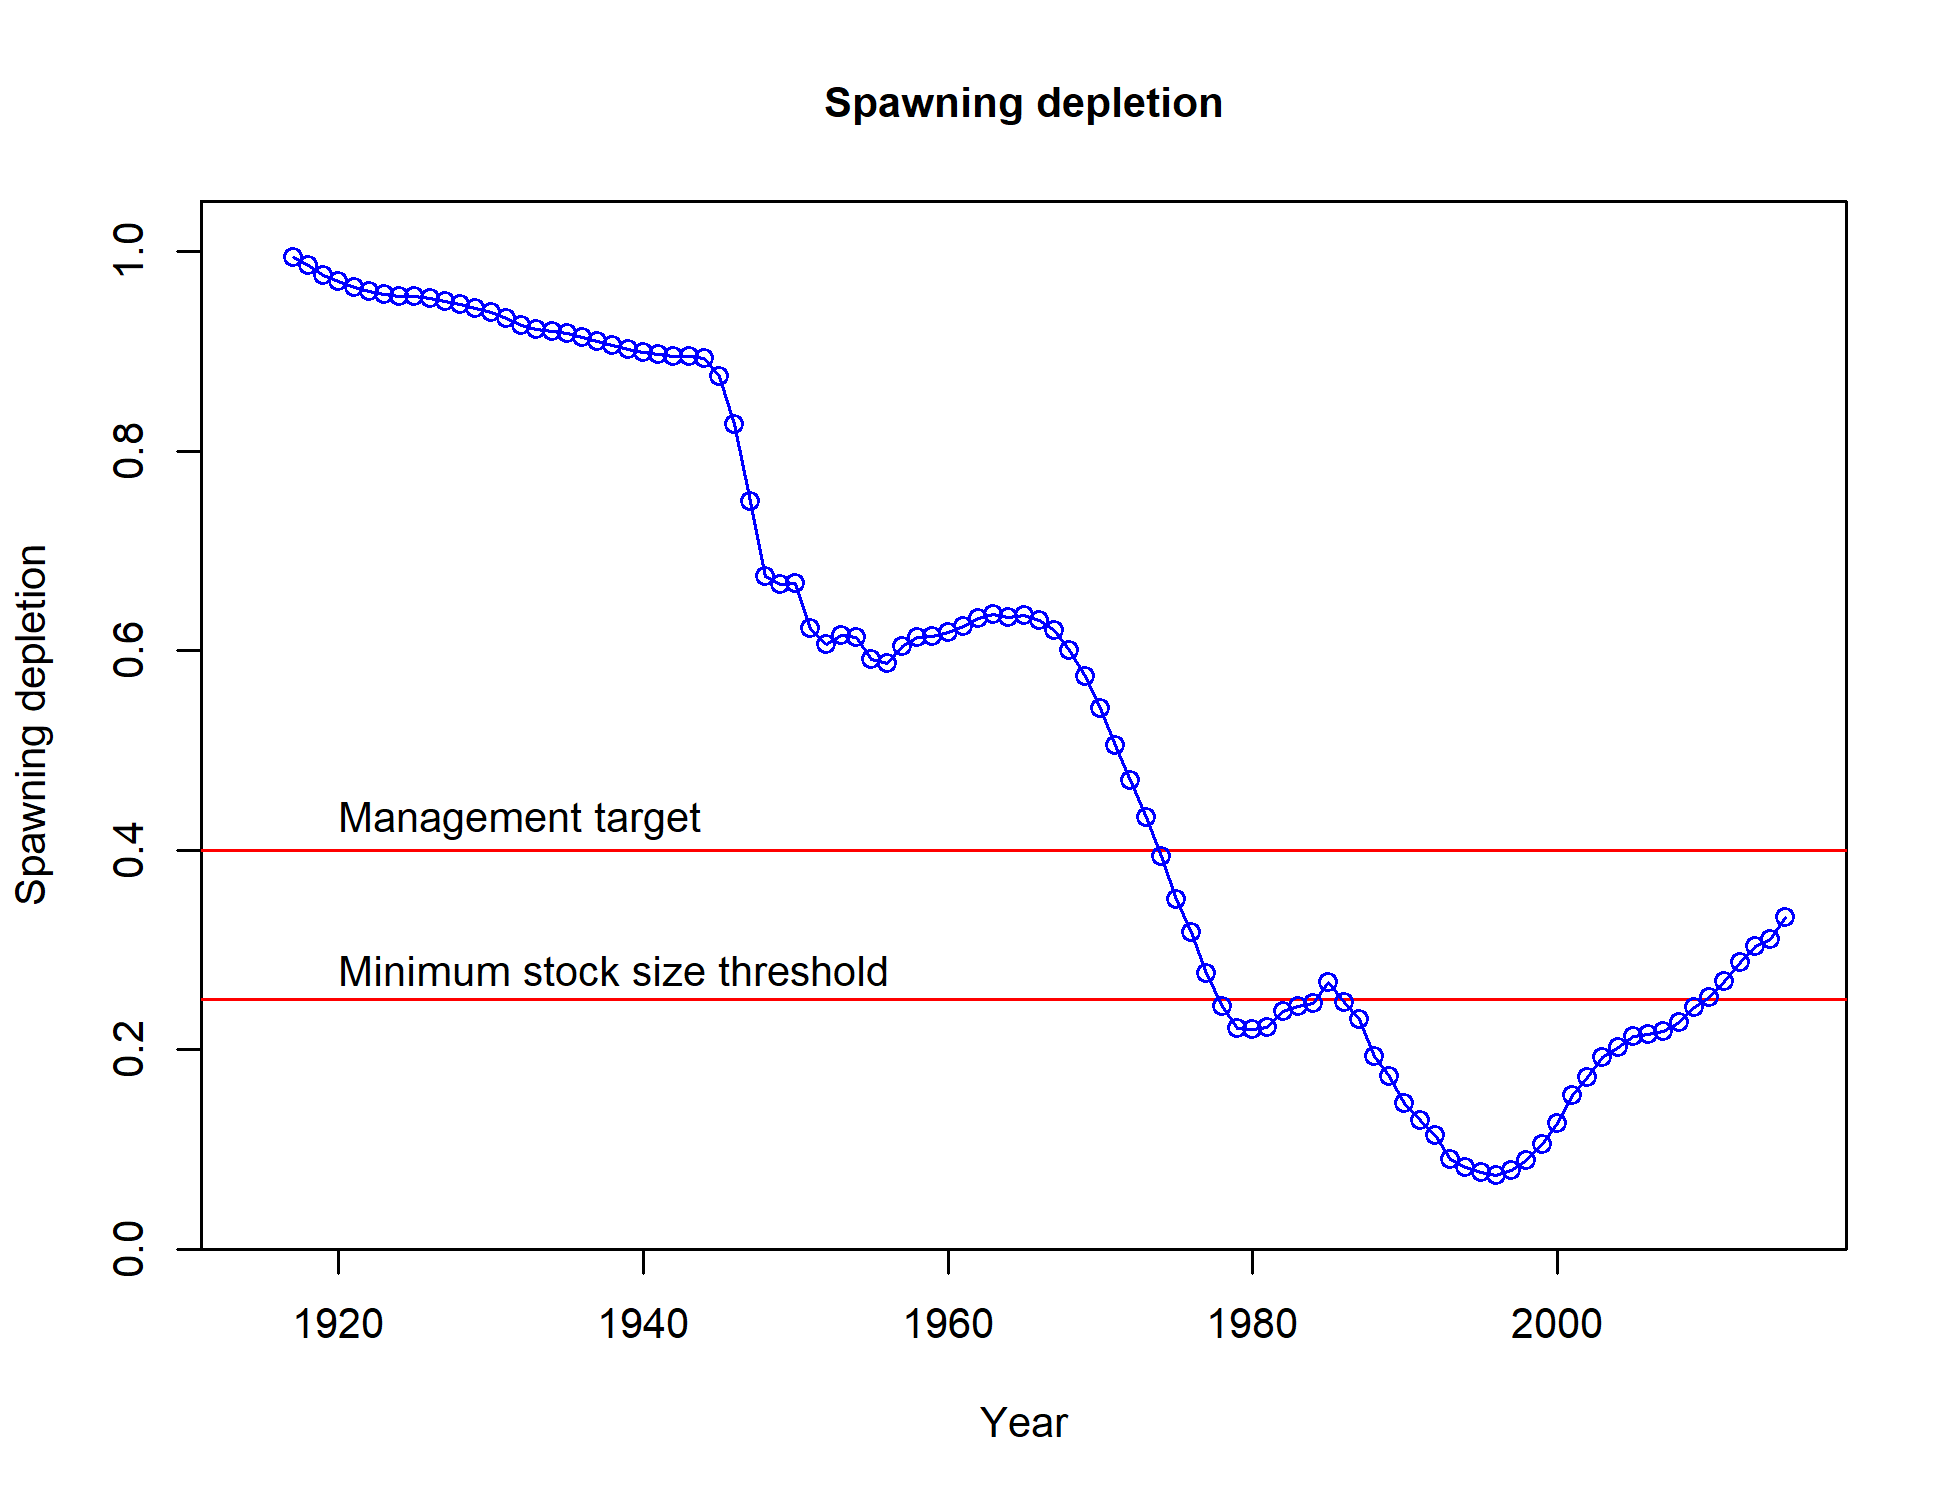 Spawning depletion
Spawning depletion
1.0
0.8
0.6
0.4
0.2
0.0
Management target
Minimum stock size threshold
1920 1940 1960 1980 2000
Year